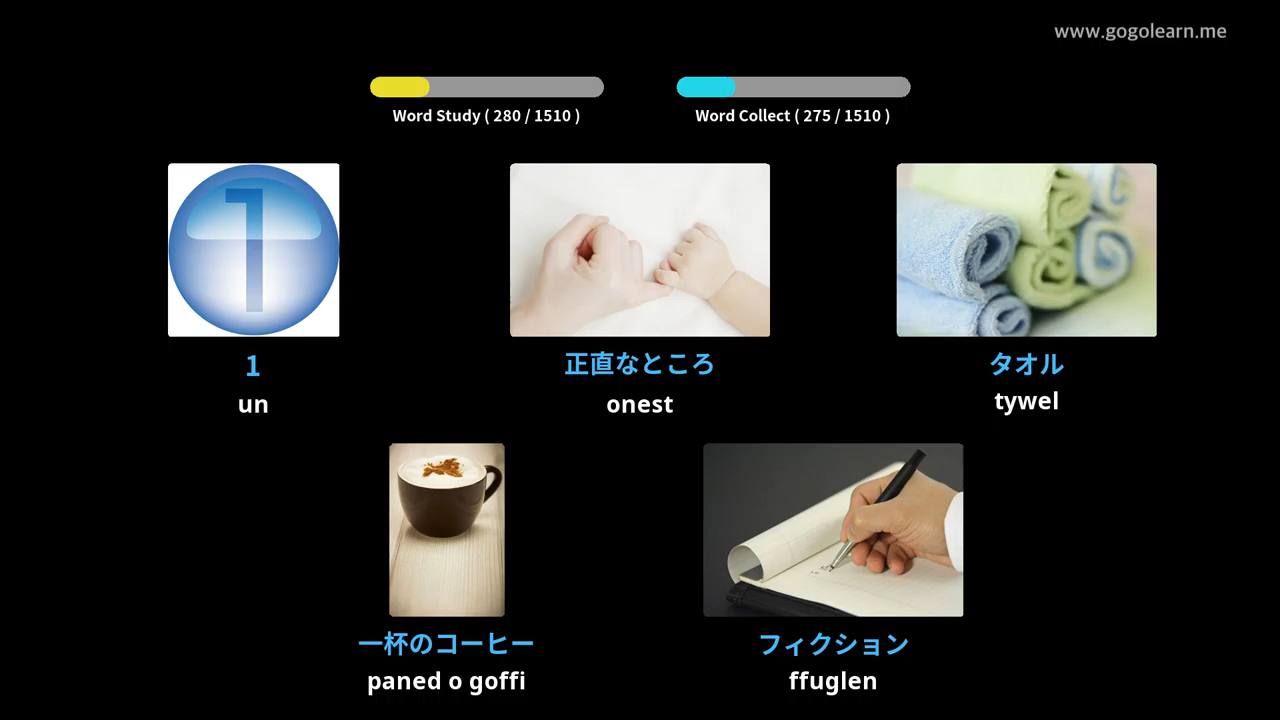 www.gogolearn.me
Word Study ( 280 / 1510 )
Word Collect ( 275 / 1510 )
1
1
un
正直なところ
onest
タオル
tywel
一杯のコーヒー
paned o goffi
フィクション
ffuglen